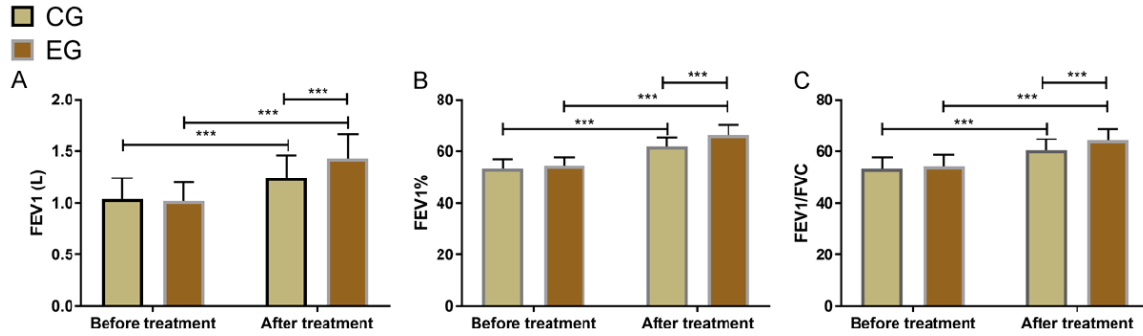 CG
EG
A
FEV1 (L)
2.0
1.5
1.0
0.5
0.0
***
***
***
Before treatment
After treatment
B
FEV1%
80
60
40
20
0
***
***
***
Before treatment
After treatment
C
FEV1/FVC
80
60
40
20
0
***
***
***
Before treatment
After treatment